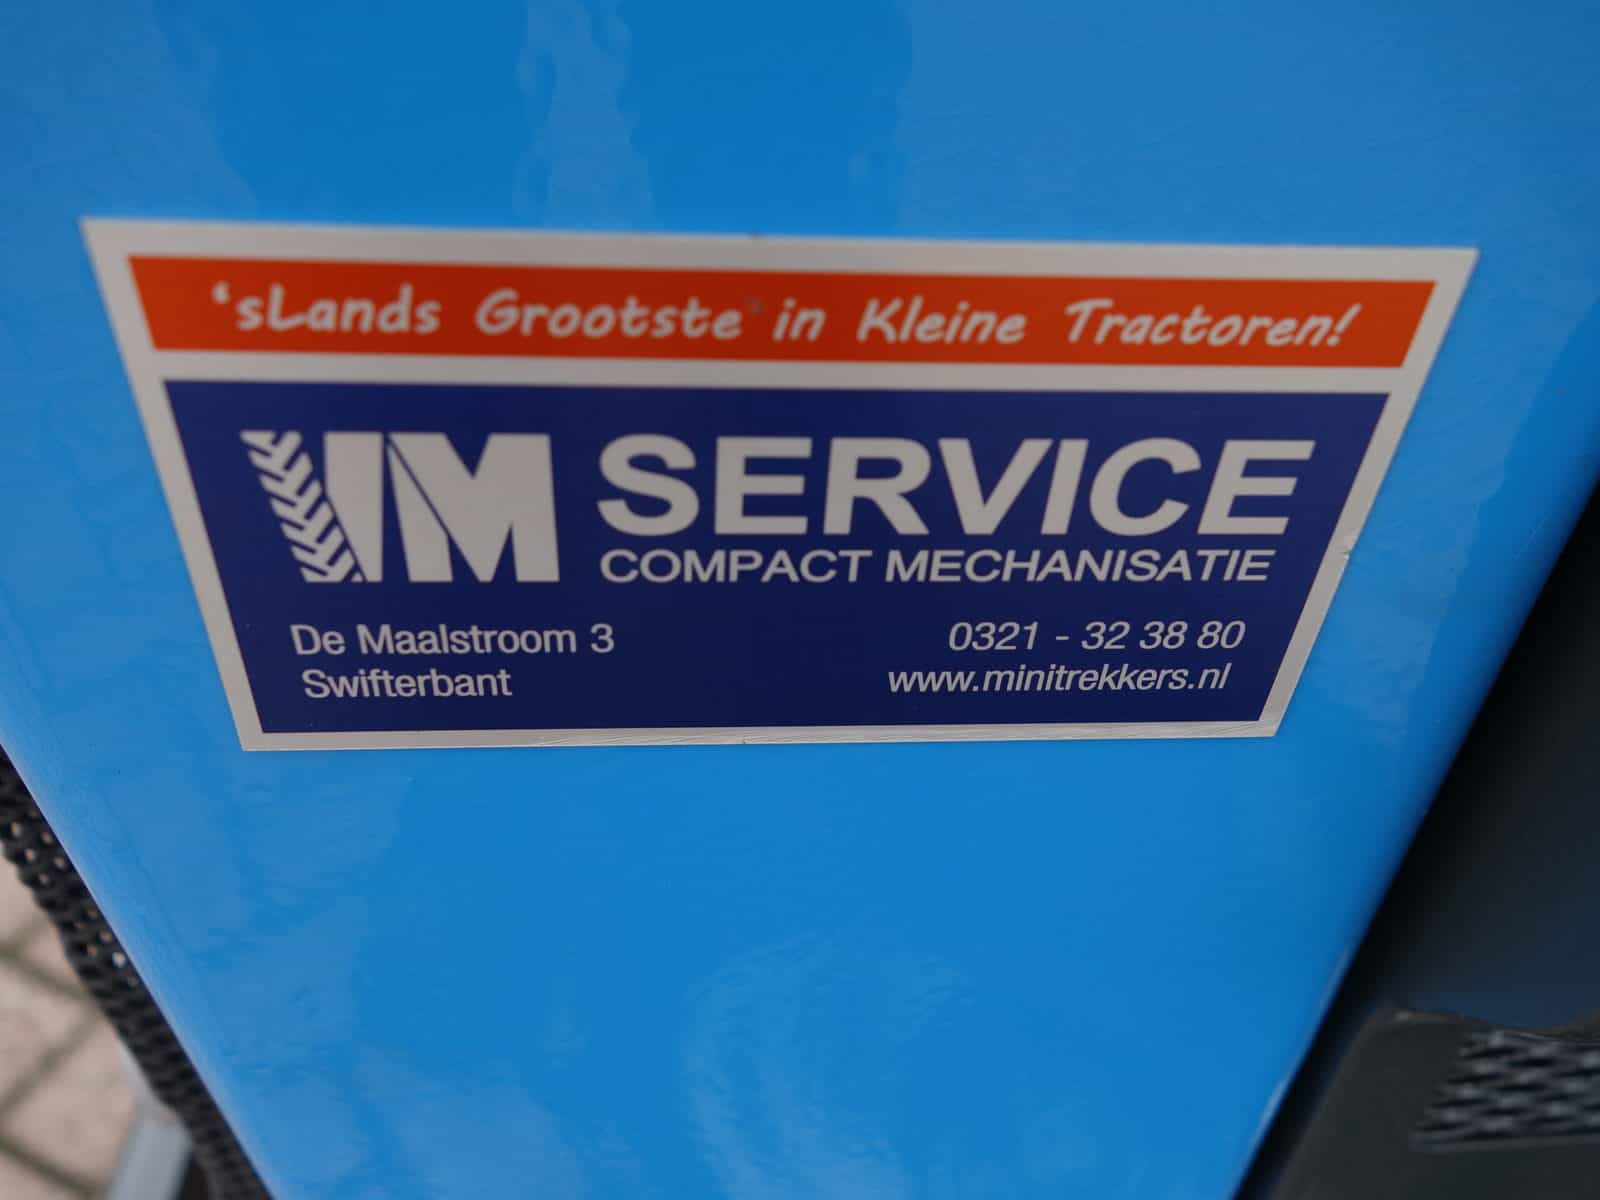 ‘sLands Grootste in Kleine Tractoren!
IM SERVICE
COMPACT MECHANISATIE
De Maalstroom 3
Swifterbant
0321 - 32 38 80
www.minitrekkers.nl